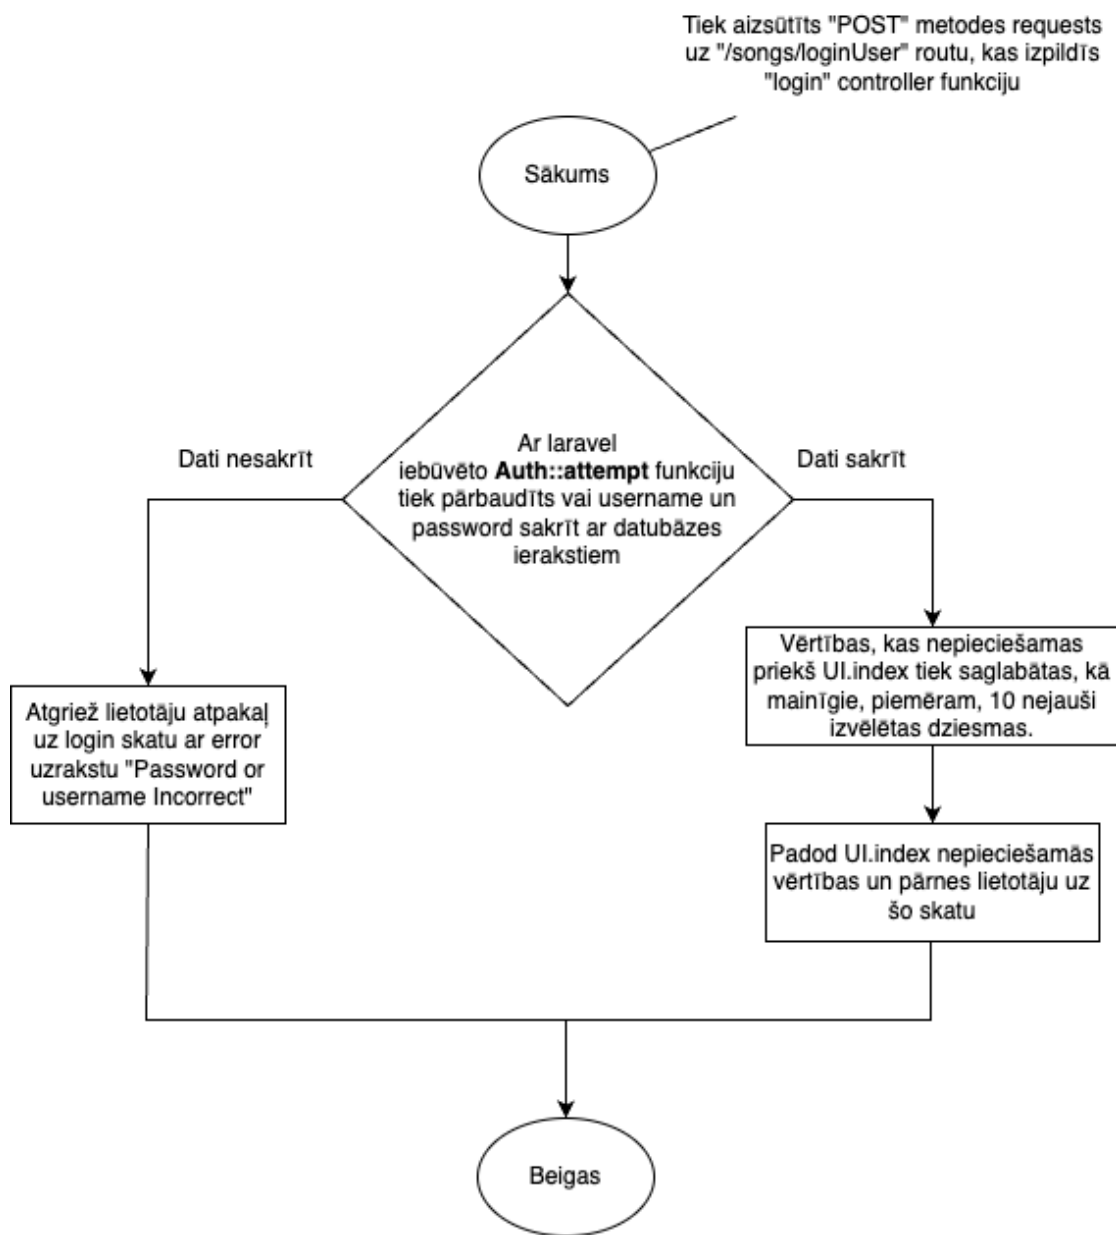 Tiek aizsūtīts "POST" metodes requests
uz "/songs/loginUser" routu, kas izpildīs
"login" controller funkciju
Sākums
Ar laravel
iebūvēto Auth::attempt funkciju
tiek pārbaudīts vai username un
password sakrīt ar datubāzes
ierakstiem
Dati nesakrīt
Dati sakrīt
Atgriež lietotāju atpakaļ
uz login skatu ar error
uzrakstu "Password or
username Incorrect"
Vērtības, kas nepieciešamas
priekš UI.index tiek saglabātas, kā
mainīgie, piemēram, 10 nejauši
izvēlētas dziesmas.
Padod UI.index nepieciešamās
vērtības un pārnes lietotāju uz
šo skatu
Beigas